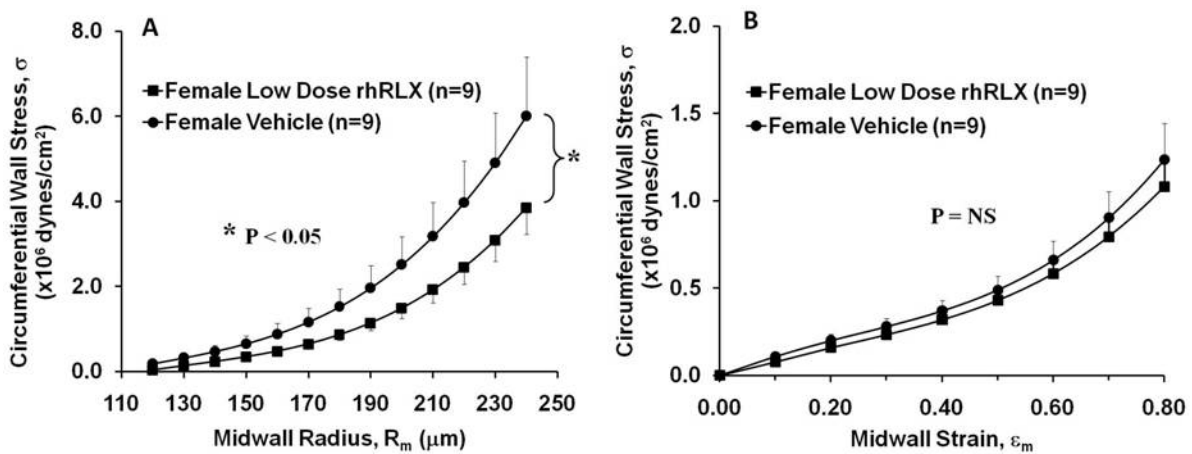 A
Circumferential Wall Stress, σ
(x10⁶ dynes/cm²)
8.0
6.0
4.0
2.0
0.0
Female Low Dose rhRLX (n=9)
Female Vehicle (n=9)
*
* P < 0.05
110 130 150 170 190 210 230 250
Midwall Radius, Rₘ (μm)
B
Circumferential Wall Stress, σ
(x10⁶ dynes/cm²)
2.0
1.5
1.0
0.5
0.0
Female Low Dose rhRLX (n=9)
Female Vehicle (n=9)
P = NS
0.00 0.20 0.40 0.60 0.80
Midwall Strain, εₘ